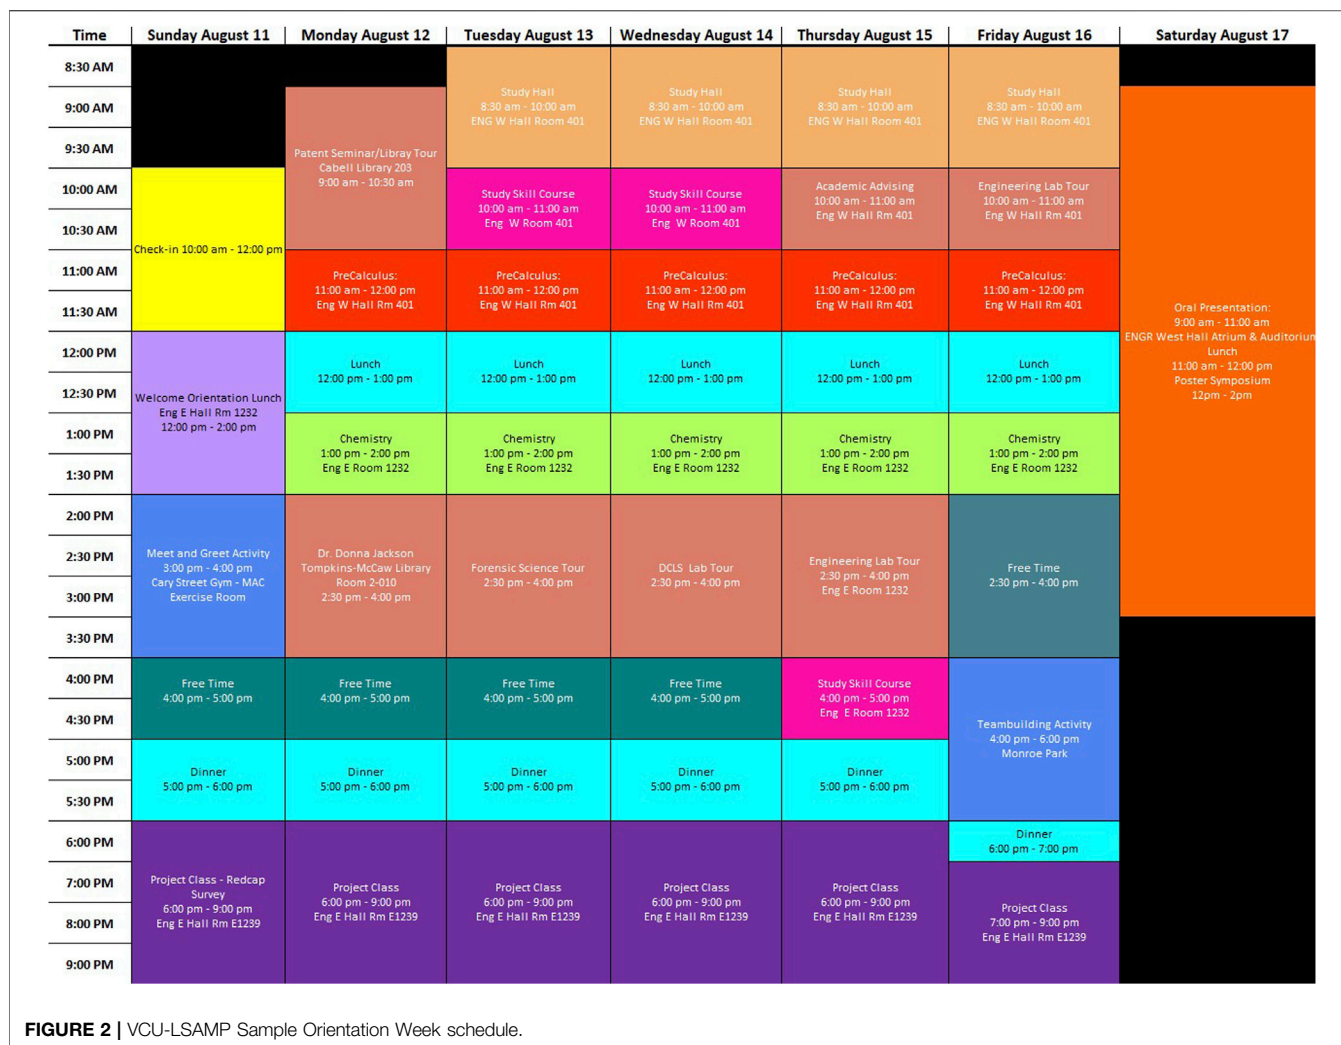 Time
Sunday August 11
Monday August 12
Tuesday August 13
Wednesday August 14
Thursday August 15
Friday August 16
Saturday August 17
8:30 AM
9:00 AM
9:30 AM
10:00 AM
10:30 AM
11:00 AM
11:30 AM
12:00 PM
12:30 PM
1:00 PM
1:30 PM
2:00 PM
2:30 PM
3:00 PM
3:30 PM
4:00 PM
4:30 PM
5:00 PM
5:30 PM
6:00 PM
7:00 PM
8:00 PM
9:00 PM
Check-in 10:00 am - 12:00 pm
Welcome Orientation Lunch
Eng E Hall Rm 1232
12:00 pm - 2:00 pm
Meet and Greet Activity
3:00 pm - 4:00 pm
Cary Street Gym - MAC
Exercise Room
Free Time
4:00 pm - 5:00 pm
Dinner
5:00 pm - 6:00 pm
Project Class - Redcap
Survey
6:00 pm - 9:00 pm
Eng E Hall Rm E1239
Patent Seminar/Libray Tour
Cabell Library 203
9:00 am - 10:30 am
PreCalculus:
11:00 am - 12:00 pm
Eng W Hall Rm 401
Lunch
12:00 pm - 1:00 pm
Chemistry
1:00 pm - 2:00 pm
Eng E Room 1232
Dr. Donna Jackson
Tompkins-McCaw Library
Room 2-010
2:30 pm - 4:00 pm
Free Time
4:00 pm - 5:00 pm
Dinner
5:00 pm - 6:00 pm
Project Class
6:00 pm - 9:00 pm
Eng E Hall Rm E1239
Study Hall
8:30 am - 10:00 am
ENG W Hall Room 401
Study Skill Course
10:00 am - 11:00 am
Eng W Room 401
PreCalculus:
11:00 am - 12:00 pm
Eng W Hall Rm 401
Lunch
12:00 pm - 1:00 pm
Chemistry
1:00 pm - 2:00 pm
Eng E Room 1232
Forensic Science Tour
2:30 pm - 4:00 pm
Free Time
4:00 pm - 5:00 pm
Dinner
5:00 pm - 6:00 pm
Project Class
6:00 pm - 9:00 pm
Eng E Hall Rm E1239
Study Hall
8:30 am - 10:00 am
ENG W Hall Room 401
Study Skill Course
10:00 am - 11:00 am
Eng W Room 401
PreCalculus:
11:00 am - 12:00 pm
Eng W Hall Rm 401
Lunch
12:00 pm - 1:00 pm
Chemistry
1:00 pm - 2:00 pm
Eng E Room 1232
DCLS Lab Tour
2:30 pm - 4:00 pm
Free Time
4:00 pm - 5:00 pm
Dinner
5:00 pm - 6:00 pm
Project Class
6:00 pm - 9:00 pm
Eng E Hall Rm E1239
Study Hall
8:30 am - 10:00 am
ENG W Hall Room 401
Academic Advising
10:00 am - 11:00 am
Eng W Hall Rm 401
PreCalculus:
11:00 am - 12:00 pm
Eng W Hall Rm 401
Lunch
12:00 pm - 1:00 pm
Chemistry
1:00 pm - 2:00 pm
Eng E Room 1232
Engineering Lab Tour
2:30 pm - 4:00 pm
Eng E Room 1232
Study Skill Course
4:00 pm - 5:00 pm
Eng E Room 1232
Dinner
5:00 pm - 6:00 pm
Project Class
6:00 pm - 9:00 pm
Eng E Hall Rm E1239
Study Hall
8:30 am - 10:00 am
ENG W Hall Room 401
Engineering Lab Tour
10:00 am - 11:00 am
Eng W Hall Rm 401
PreCalculus:
11:00 am - 12:00 pm
Eng W Hall Rm 401
Lunch
12:00 pm - 1:00 pm
Chemistry
1:00 pm - 2:00 pm
Eng E Room 1232
Free Time
2:30 pm - 4:00 pm
Teambuilding Activity
4:00 pm - 6:00 pm
Monroe Park
Dinner
6:00 pm - 7:00 pm
Project Class
7:00 pm - 9:00 pm
Eng E Hall Rm E1239
Oral Presentation:
9:00 am - 11:00 am
ENGR West Hall Atrium & Auditorium
Lunch
11:00 am - 12:00 pm
Poster Symposium
12pm - 2pm
FIGURE 2 | VCU-LSAMP Sample Orientation Week schedule.